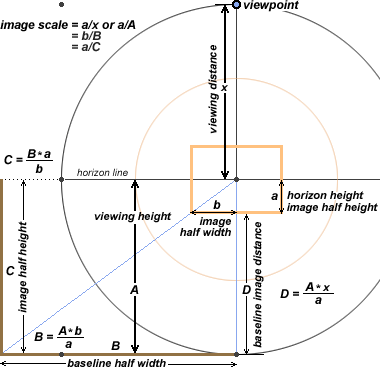 viewpoint
image scale = a/x or a/A
= b/B
= a/C
viewing distance
x
C = B*a
b
horizon line
a
horizon height
image half height
b
image
half width
viewing height
image half height
C
A
D
baseline image distance
D = A*x
a
B = A*b
a
B
baseline half width